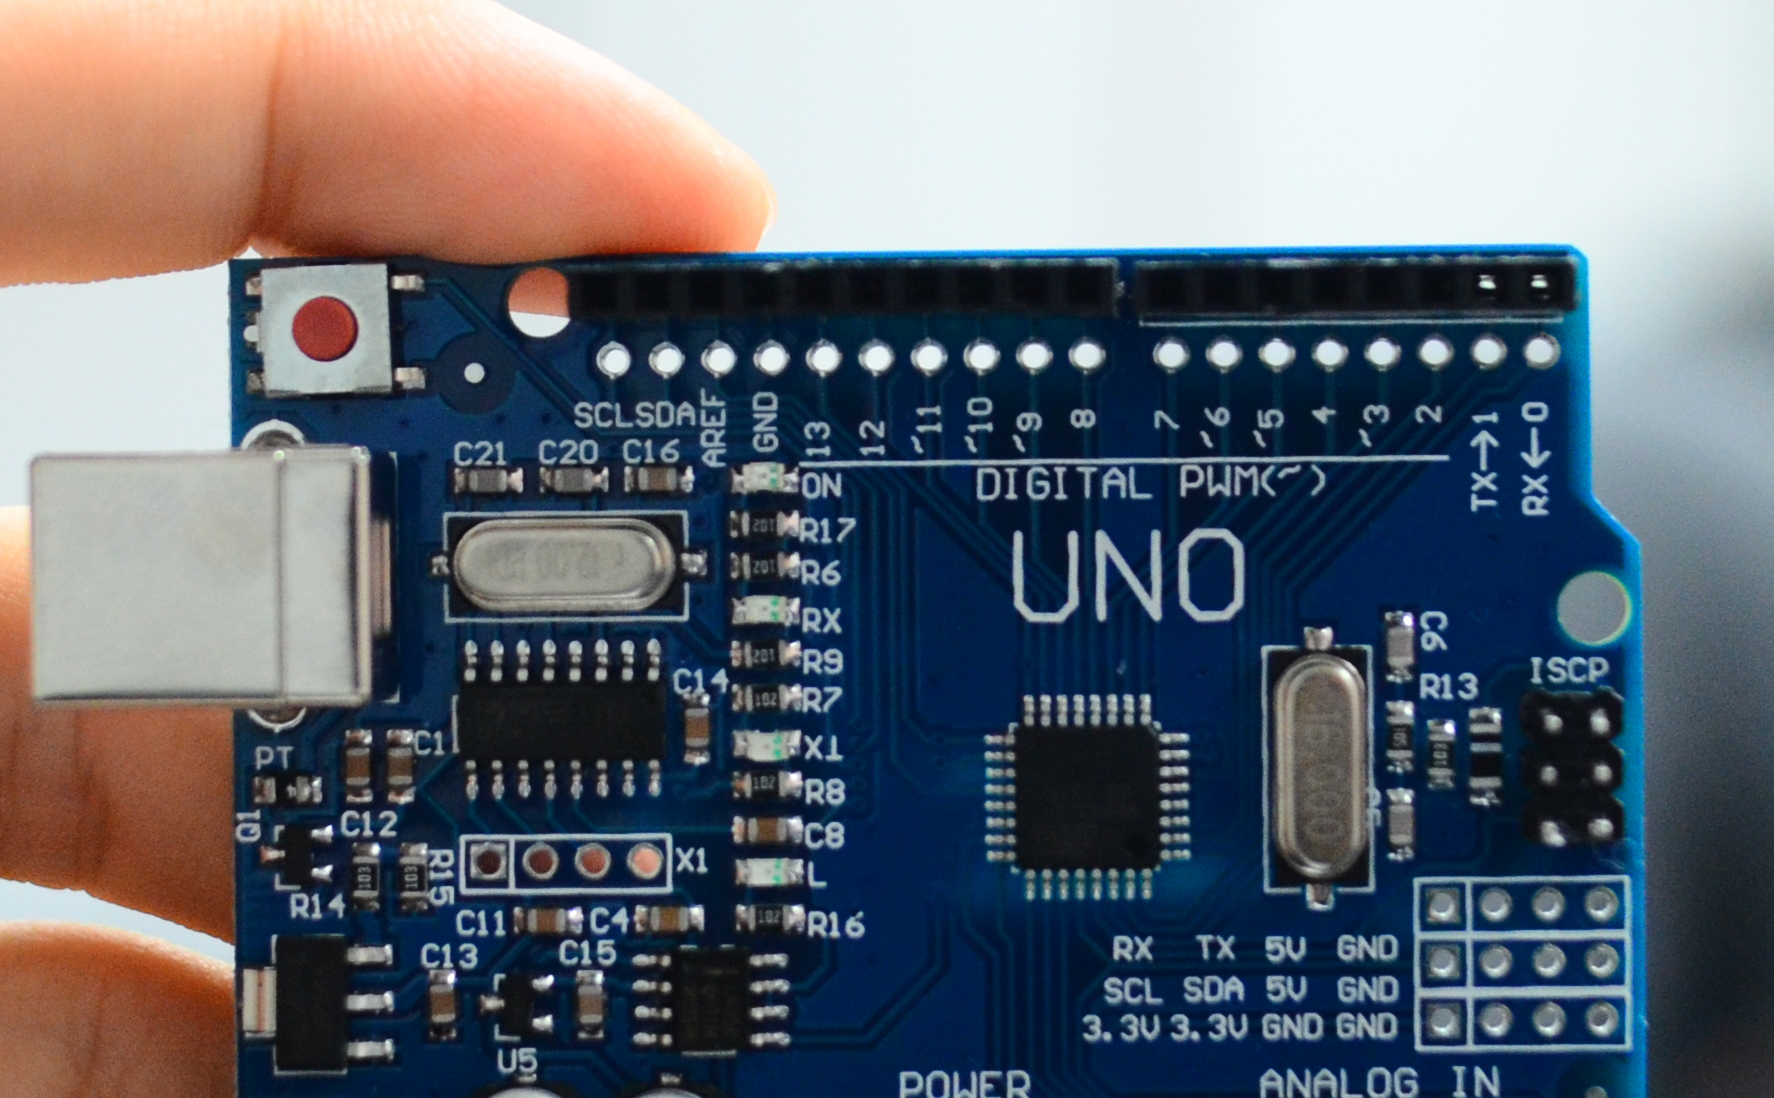 SCL SDA AREF GND 13 12 ~11 ~10 ~9 8 7 ~6 ~5 4 ~3 2 TX→1 RX←0
C21 C20 C16
ON
DIGITAL PWM(~)
R17
UNO
R6
RX
C6
R9
ISCP
C14
R13
R7
C1
XT
PT
R8
Q1
C12
C8
X1
R15
L
R14
C11 C4
R16
RX TX 5V GND
C13 C15
SCL SDA 5V GND
3.3V 3.3V GND GND
U5
POWER
ANALOG IN